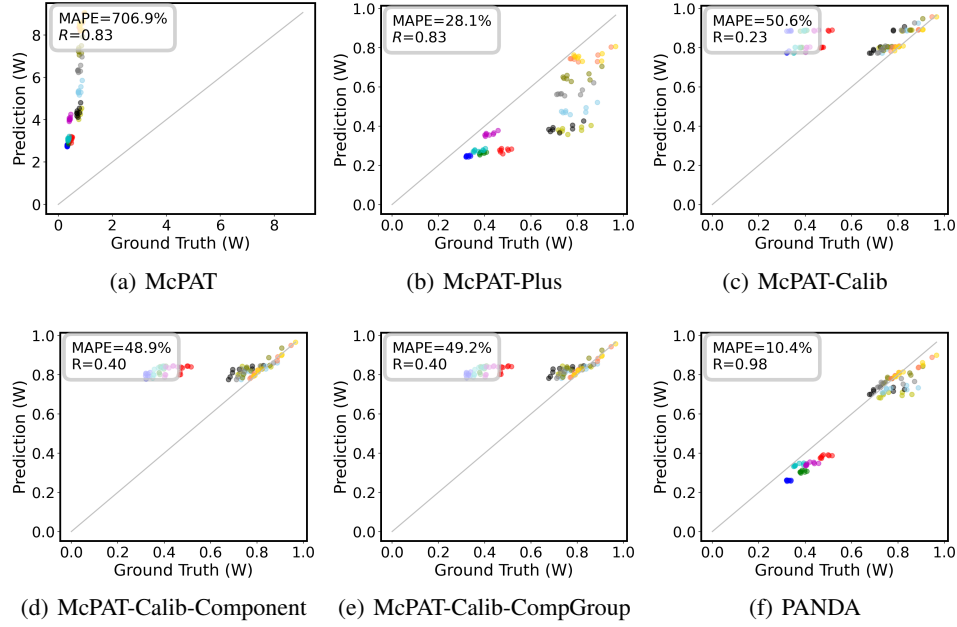 MAPE=706.9%
R=0.83
8
6
4
2
0
Prediction (W)
0
2
4
6
8
Ground Truth (W)
(a) McPAT
MAPE=28.1%
R=0.83
1.0
0.8
0.6
0.4
0.2
0.0
Prediction (W)
0.0
0.2
0.4
0.6
0.8
1.0
Ground Truth (W)
(b) McPAT-Plus
MAPE=50.6%
R=0.23
1.0
0.8
0.6
0.4
0.2
0.0
Prediction (W)
0.0
0.2
0.4
0.6
0.8
1.0
Ground Truth (W)
(c) McPAT-Calib
MAPE=48.9%
R=0.40
1.0
0.8
0.6
0.4
0.2
0.0
Prediction (W)
0.0
0.2
0.4
0.6
0.8
1.0
Ground Truth (W)
(d) McPAT-Calib-Component
MAPE=49.2%
R=0.40
1.0
0.8
0.6
0.4
0.2
0.0
Prediction (W)
0.0
0.2
0.4
0.6
0.8
1.0
Ground Truth (W)
(e) McPAT-Calib-CompGroup
MAPE=10.4%
R=0.98
1.0
0.8
0.6
0.4
0.2
0.0
Prediction (W)
0.0
0.2
0.4
0.6
0.8
1.0
Ground Truth (W)
(f) PANDA